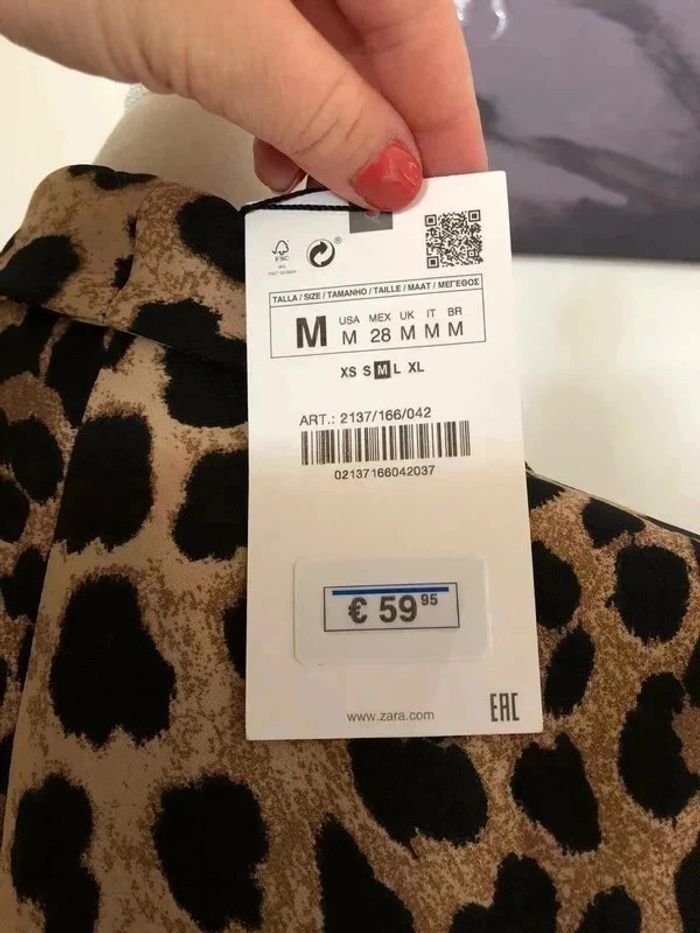 FSC
®
TALLA / SIZE / TAMANHO / TAILLE / MAAT / ΜΕΓΕΘΟΣ
M USA MEX UK IT BR
M 28 M M M
XS S M L XL
ART.: 2137/166/042
02137166042037
€ 59 95
www.zara.com
EAC